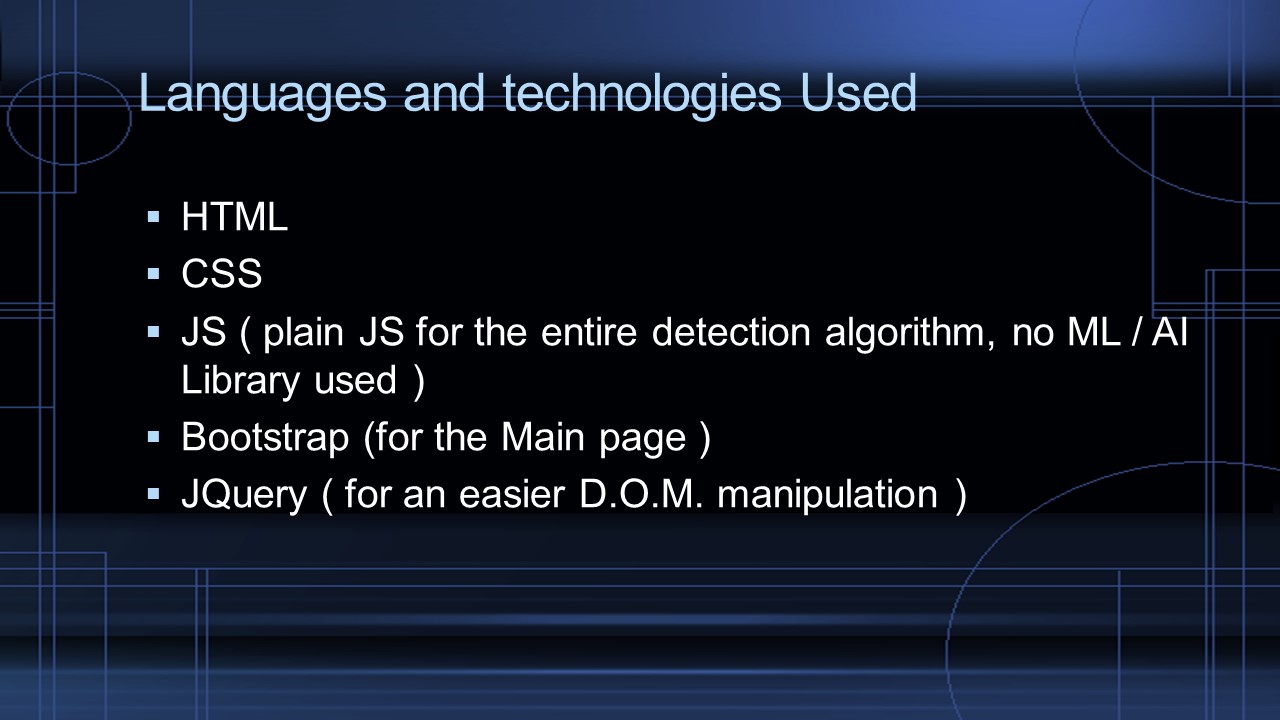 Languages and technologies Used
▪ HTML
▪ CSS
▪ JS ( plain JS for the entire detection algorithm, no ML / AI
Library used )
▪ Bootstrap (for the Main page )
▪ JQuery ( for an easier D.O.M. manipulation )